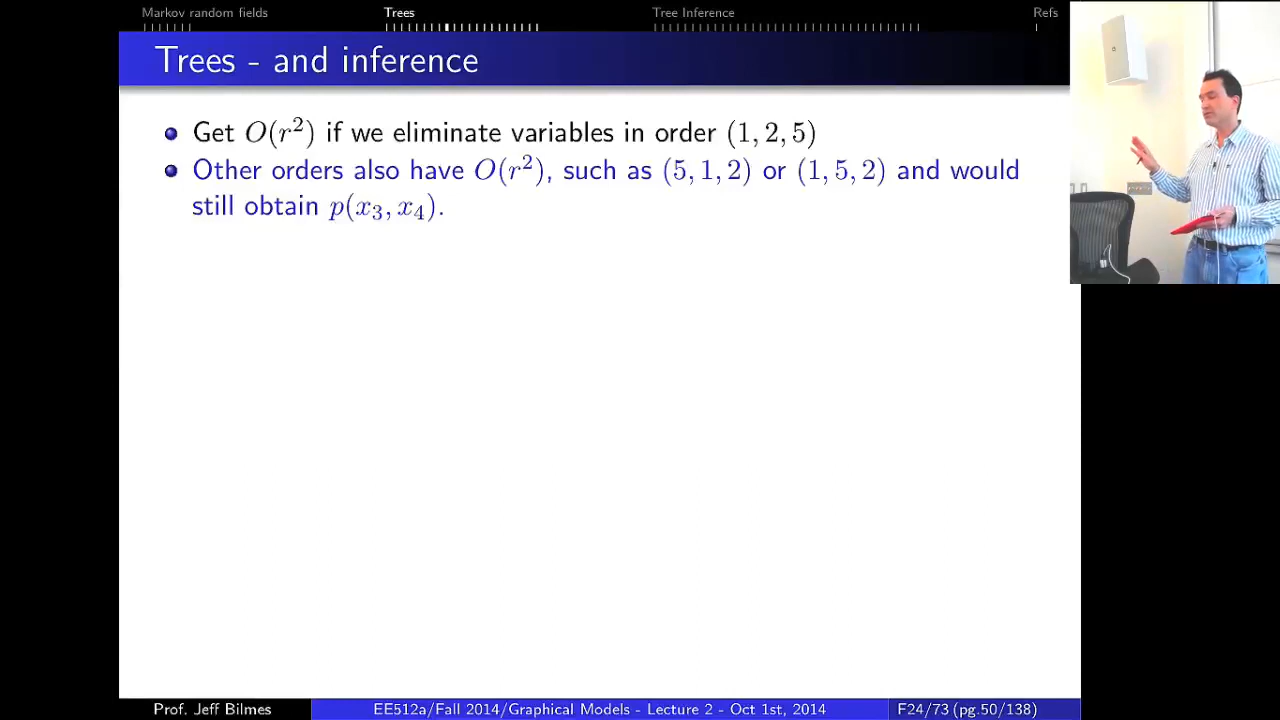 Markov random fields Trees Tree Inference Refs
Trees - and inference
Get O(r²) if we eliminate variables in order (1, 2, 5)
Other orders also have O(r²), such as (5, 1, 2) or (1, 5, 2) and would
still obtain p(x₃, x₄).
Prof. Jeff Bilmes EE512a/Fall 2014/Graphical Models - Lecture 2 - Oct 1st, 2014 F24/73 (pg.50/138)